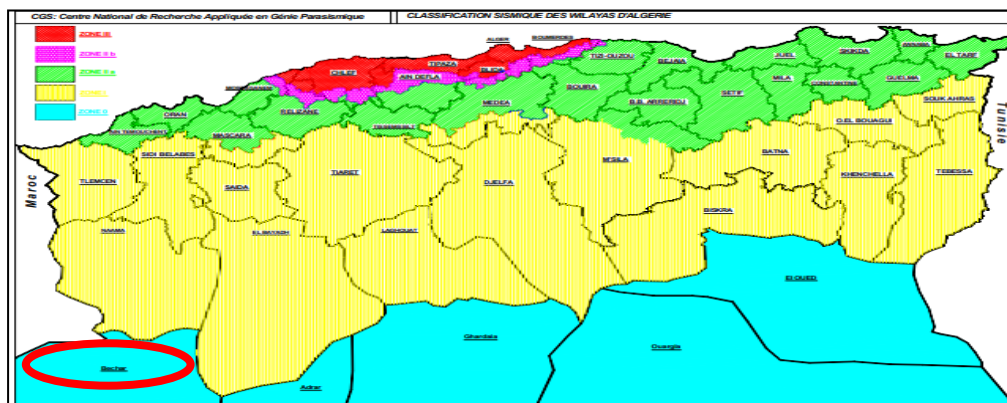 CGS: Centre National de Recherche Appliquée en Génie Parasismique
CLASSIFICATION SISMIQUE DES WILAYAS D'ALGERIE
ZONE III
ZONE II b
ZONE II a
ZONE I
ZONE 0
ALGER
BOUMERDES
TIPAZA
CHLEF
BLIDA
AIN DEFLA
TIZI-OUZOU
BEJAIA
JIJEL
SKIKDA
ANNABA
EL TARF
BOUIRA
MILA
CONSTANTINE
GUELMA
ORAN
RELIZANE
MEDEA
B.B. ARRERIDJ
SETIF
SOUK AHRAS
AIN TEMOUCHENT
MASCARA
TISSEMSILT
O.EL BOUAGUI
SIDI BELABES
TLEMCEN
SAIDA
TIARET
DJELFA
M'SILA
BATNA
KHENCHELLA
TEBESSA
BISKRA
NAAMA
EL BAYADH
LAGHOUAT
Maroc
Tunisie
El OUED
Ghardaia
Ouargla
Bechar
Adrar